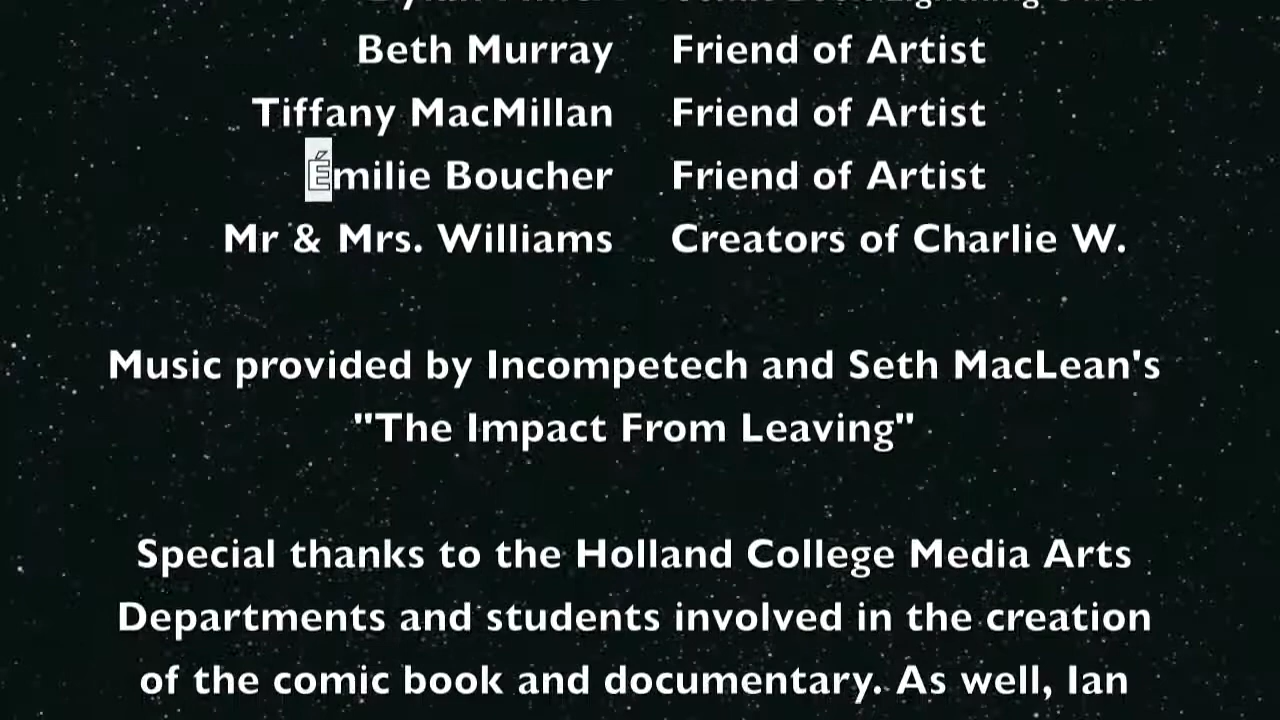 Beth Murray Friend of Artist
Tiffany MacMillan Friend of Artist
Émilie Boucher Friend of Artist
Mr & Mrs. Williams Creators of Charlie W.
Music provided by Incompetech and Seth MacLean's
"The Impact From Leaving"
Special thanks to the Holland College Media Arts
Departments and students involved in the creation
of the comic book and documentary. As well, Ian